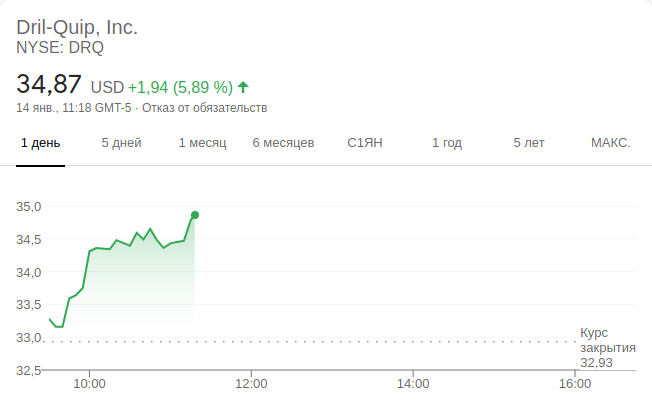 Dril-Quip, Inc.
NYSE: DRQ
34,87 USD +1,94 (5,89 %)
14 янв., 11:18 GMT-5 · Отказ от обязательств
1 день 5 дней 1 месяц 6 месяцев С1ЯН 1 год 5 лет МАКС.
35,0
34,5
34,0
33,5
33,0
32,5
Курс
закрытия
32,93
10:00 12:00 14:00 16:00